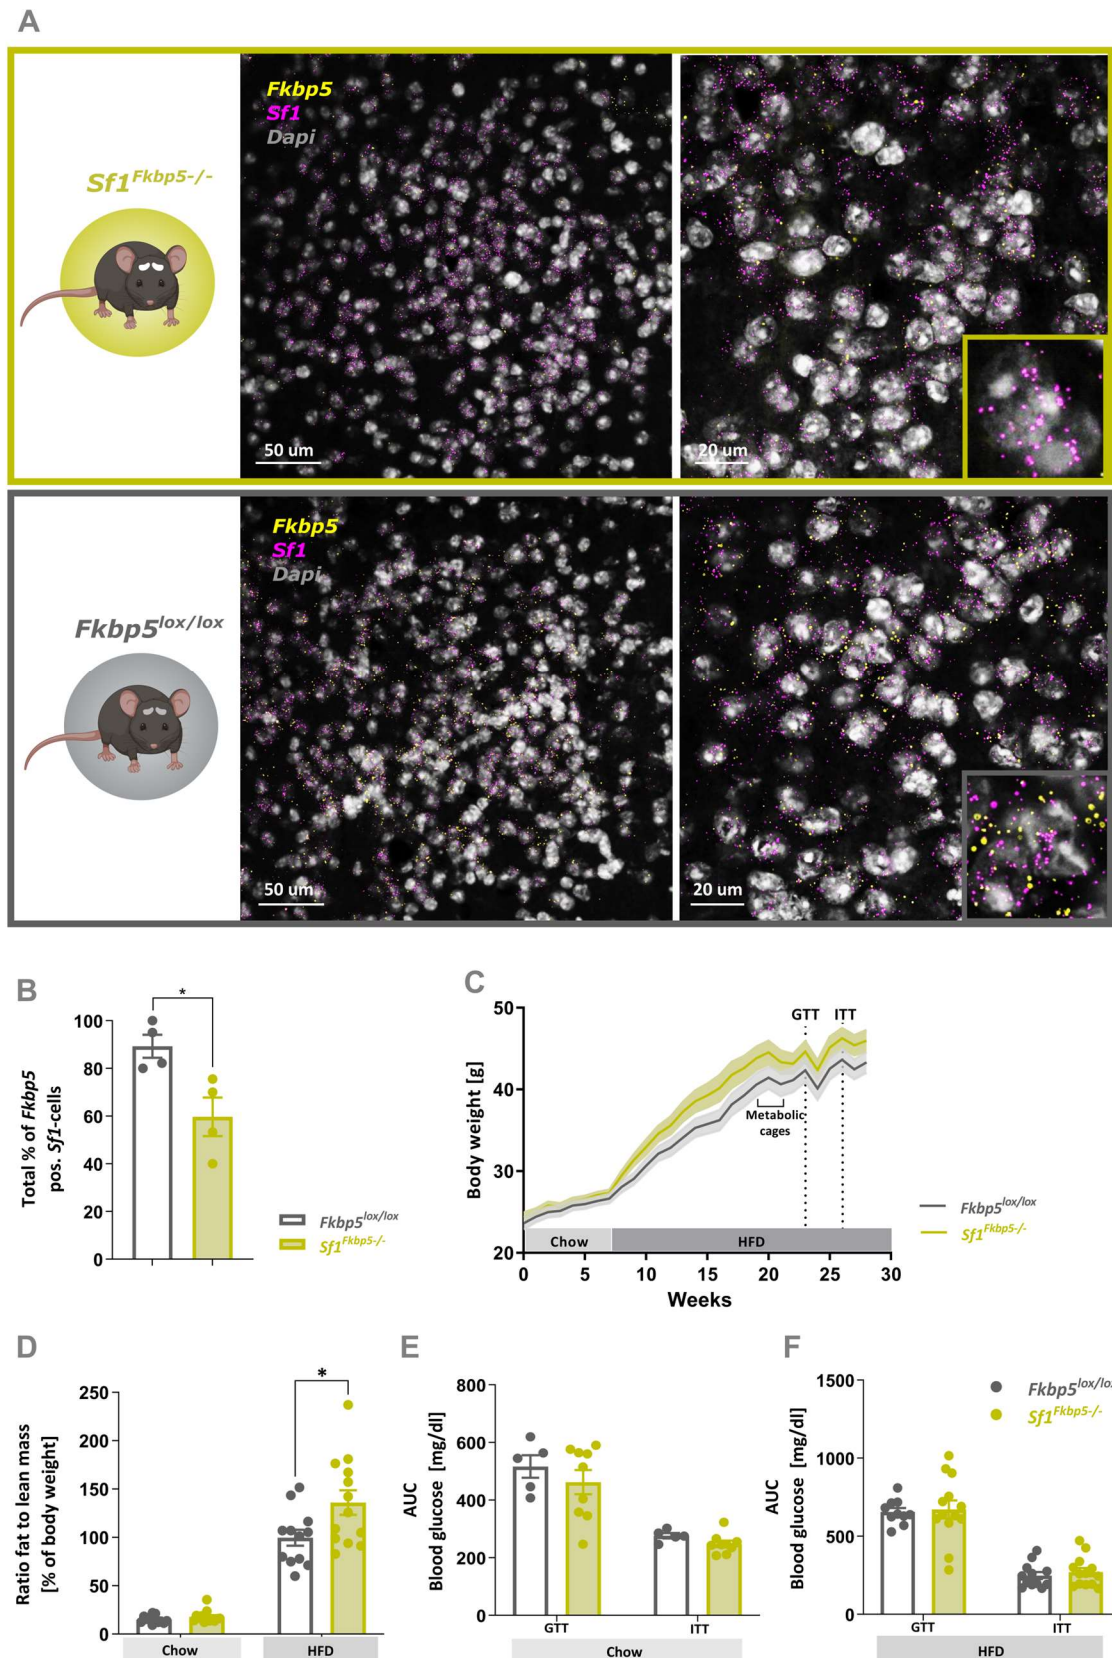 A
Fkbp5
Sf1
Dapi
Sf1Fkbp5-/-
50 um
20 um
Fkbp5
Sf1
Dapi
Fkbp5lox/lox
50 um
20 um
B
*
Total % of Fkbp5
pos. Sf1-cells
100
80
60
40
20
0
Fkbp5lox/lox
Sf1Fkbp5-/-
C
GTT
ITT
Body weight [g]
50
40
30
20
Metabolic
cages
Chow
HFD
0
5
10
15
20
25
30
Weeks
Fkbp5lox/lox
Sf1Fkbp5-/-
D
*
Ratio fat to lean mass
[% of body weight]
250
200
150
100
50
0
Chow
HFD
E
AUC
Blood glucose [mg/dl]
800
600
400
200
0
GTT
ITT
Chow
F
Fkbp5lox/lox
Sf1Fkbp5-/-
AUC
Blood glucose [mg/dl]
1500
1000
500
0
GTT
ITT
HFD